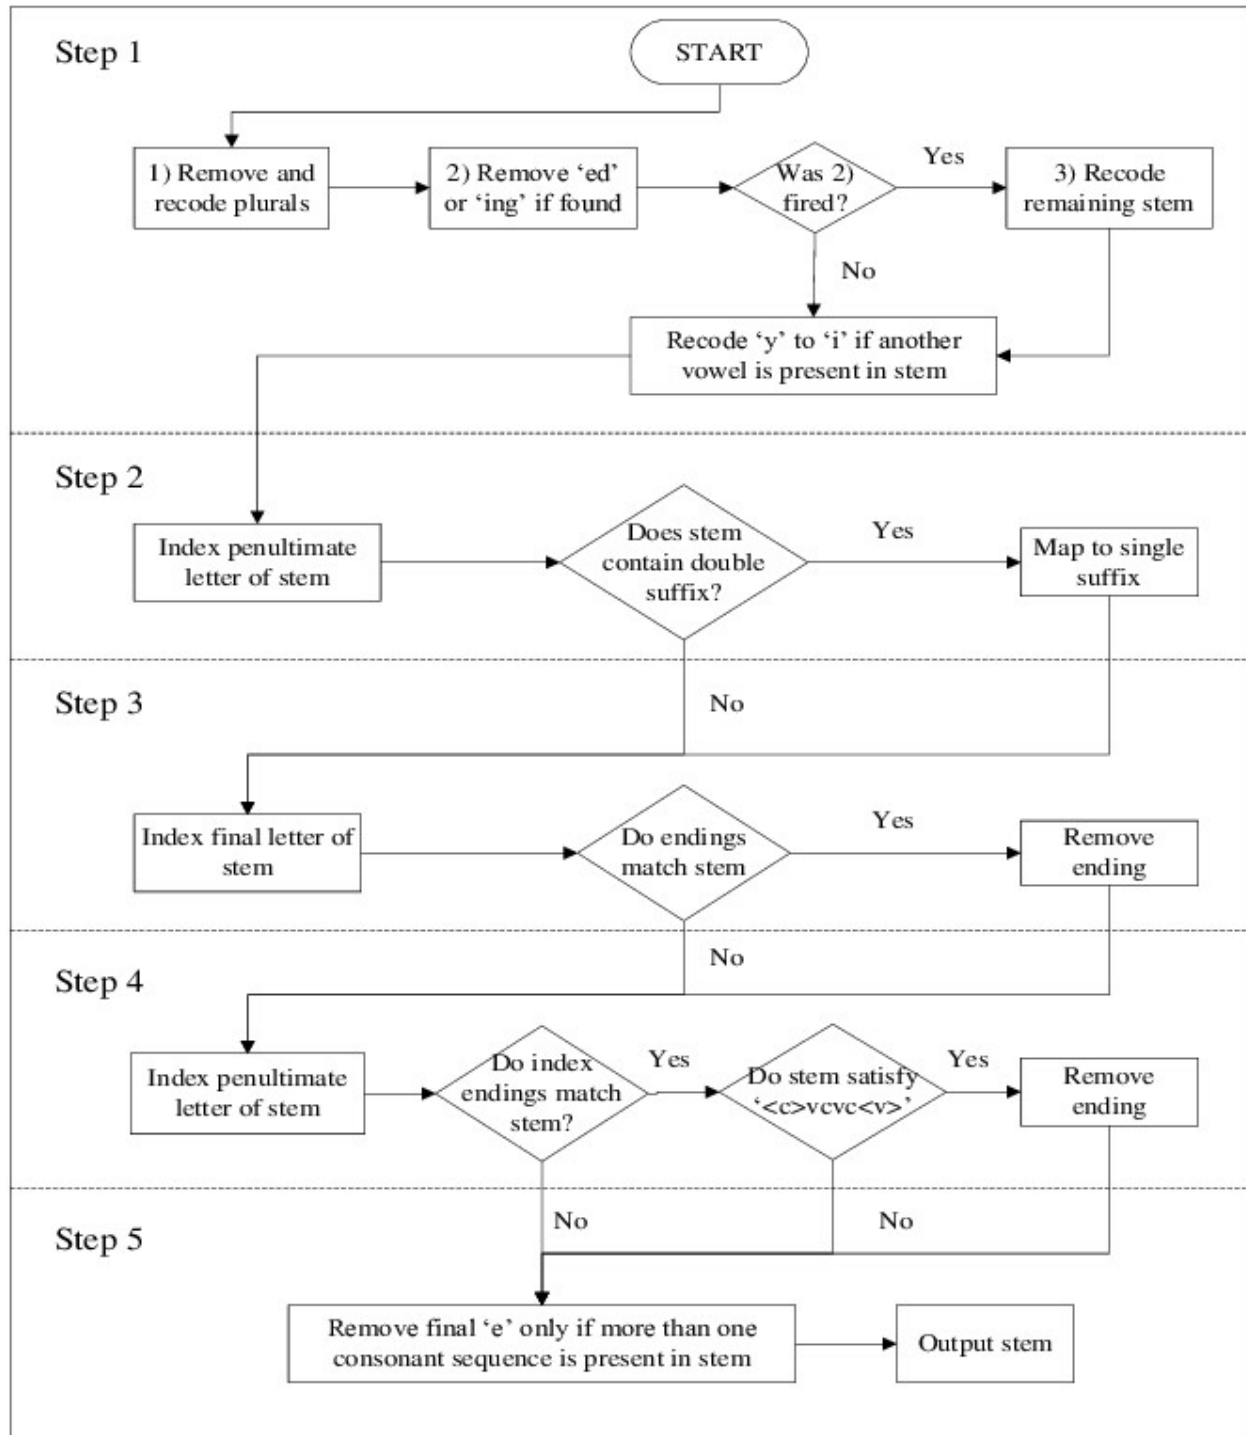 Step 1
START
1) Remove and
recode plurals
2) Remove ‘ed’
or ‘ing’ if found
Was 2)
fired?
Yes
3) Recode
remaining stem
No
Recode ‘y’ to ‘i’ if another
vowel is present in stem
Step 2
Index penultimate
letter of stem
Does stem
contain double
suffix?
Yes
Map to single
suffix
Step 3
No
Index final letter of
stem
Do endings
match stem
Yes
Remove
ending
Step 4
No
Index penultimate
letter of stem
Do index
endings match
stem?
Yes
Do stem satisfy
‘<c>vcvc<v>’
Yes
Remove
ending
Step 5
No
No
Remove final ‘e’ only if more than one
consonant sequence is present in stem
Output stem